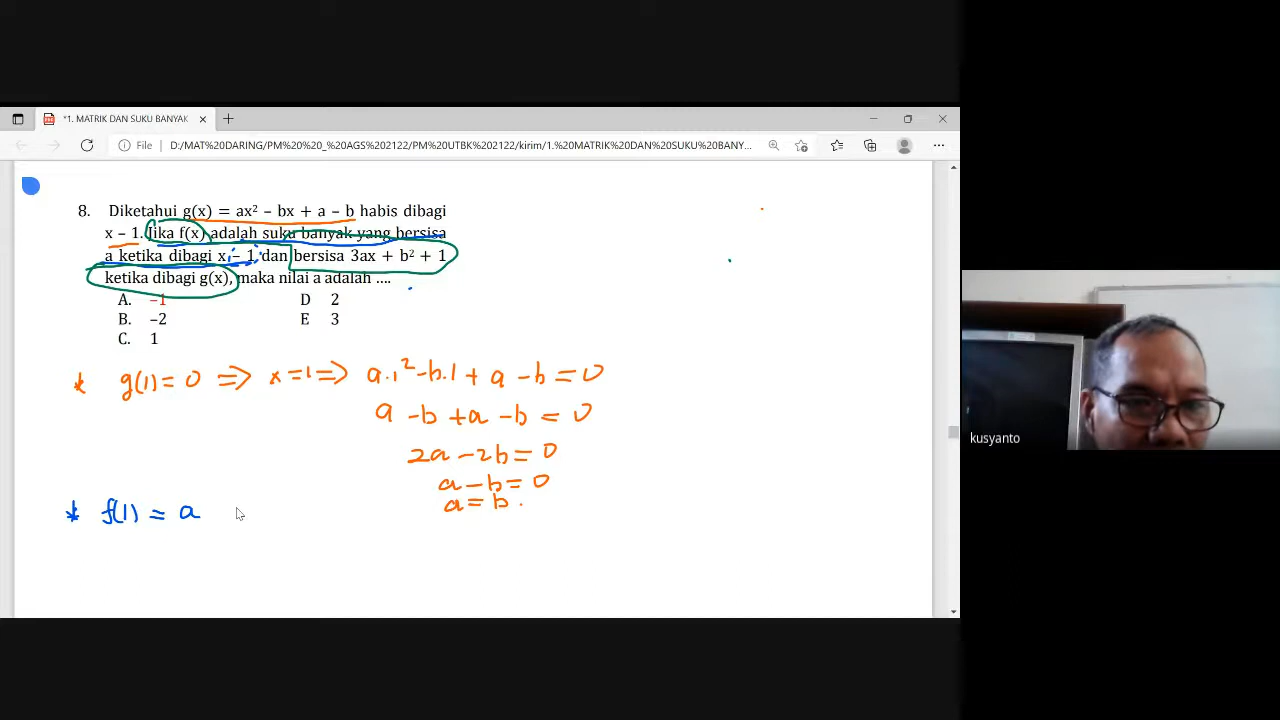 *1. MATRIK DAN SUKU BANYAK
File
D:/MAT%20DARING/PM%20%20_%20AGS%202122/PM%20UTBK%202122/kirim/1.%20MATRIK%20DAN%20SUKU%20BANY...
8. Diketahui g(x) = ax² – bx + a – b habis dibagi
x – 1. Jika f(x) adalah suku banyak yang bersisa
a ketika dibagi x – 1 dan bersisa 3ax + b² + 1
ketika dibagi g(x), maka nilai a adalah ....
A. –1 D 2
B. –2 E 3
C. 1
* g(1) = 0 ⇒ x = 1 ⇒ a.1² – b.1 + a – b = 0
a – b + a – b = 0
2a – 2b = 0
a – b = 0
a = b .
* f(1) = a
kusyanto